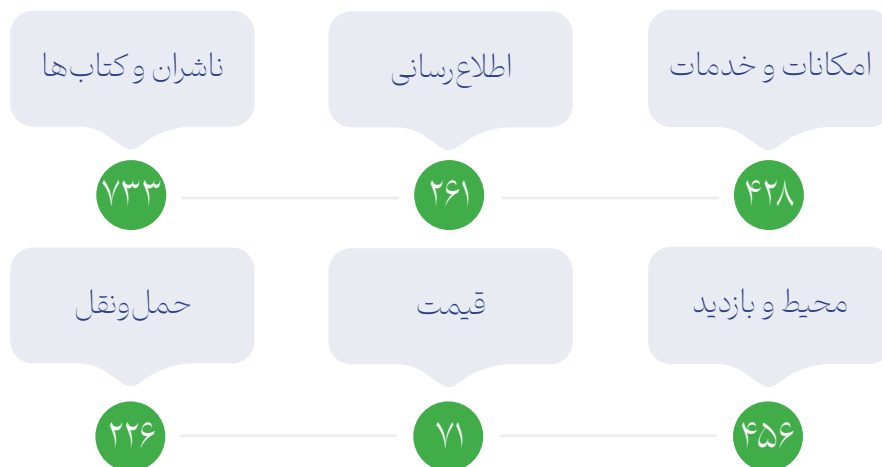 امکانات و خدمات
اطلاع‌رسانی
ناشران و کتاب‌ها
۴۲۸
۲۶۱
۷۳۳
محیط و بازدید
قیمت
حمل‌ونقل
۴۵۶
۷۱
۲۲۶